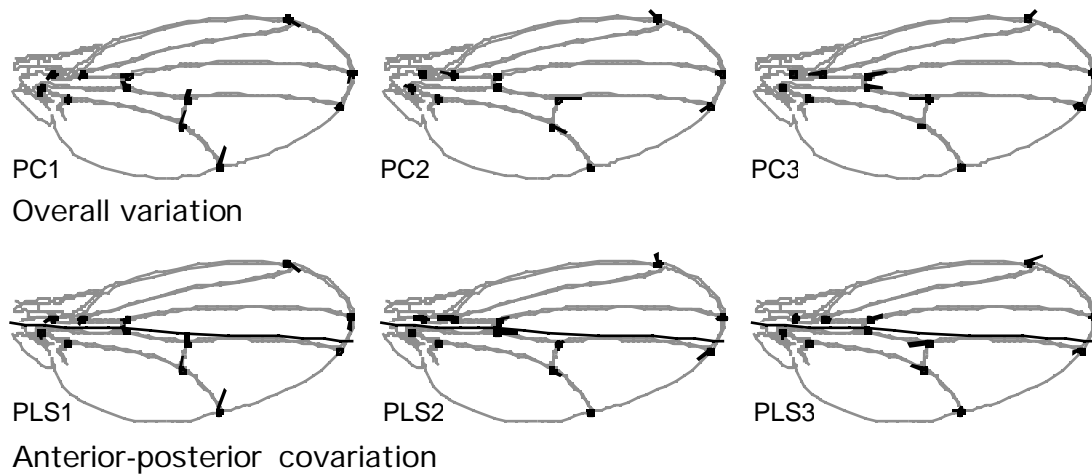 PC1 PC2 PC3
Overall variation
PLS1 PLS2 PLS3
Anterior-posterior covariation